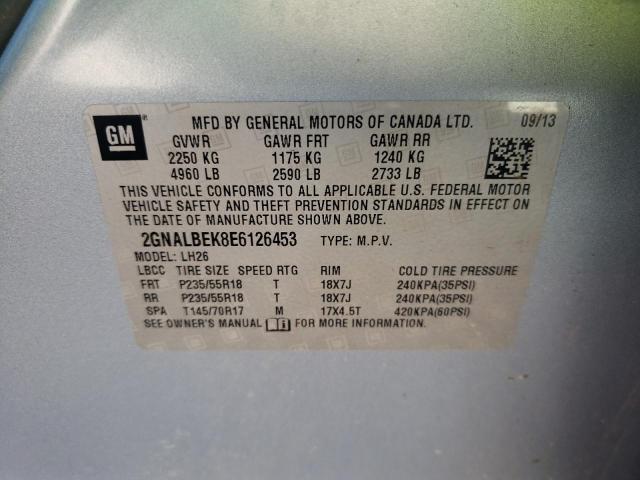 GM
MFD BY GENERAL MOTORS OF CANADA LTD. 09/13
GVWR GAWR FRT GAWR RR
2250 KG 1175 KG 1240 KG
4960 LB 2590 LB 2733 LB
THIS VEHICLE CONFORMS TO ALL APPLICABLE U.S. FEDERAL MOTOR
VEHICLE SAFETY AND THEFT PREVENTION STANDARDS IN EFFECT ON
THE DATE OF MANUFACTURE SHOWN ABOVE.
2GNALBEK8E6126453 TYPE: M.P.V.
MODEL: LH26
LBCC TIRE SIZE SPEED RTG RIM COLD TIRE PRESSURE
FRT P235/55R18 T 18X7J 240KPA(35PSI)
RR P235/55R18 T 18X7J 240KPA(35PSI)
SPA T145/70R17 M 17X4.5T 420KPA(60PSI)
SEE OWNER'S MANUAL FOR MORE INFORMATION.